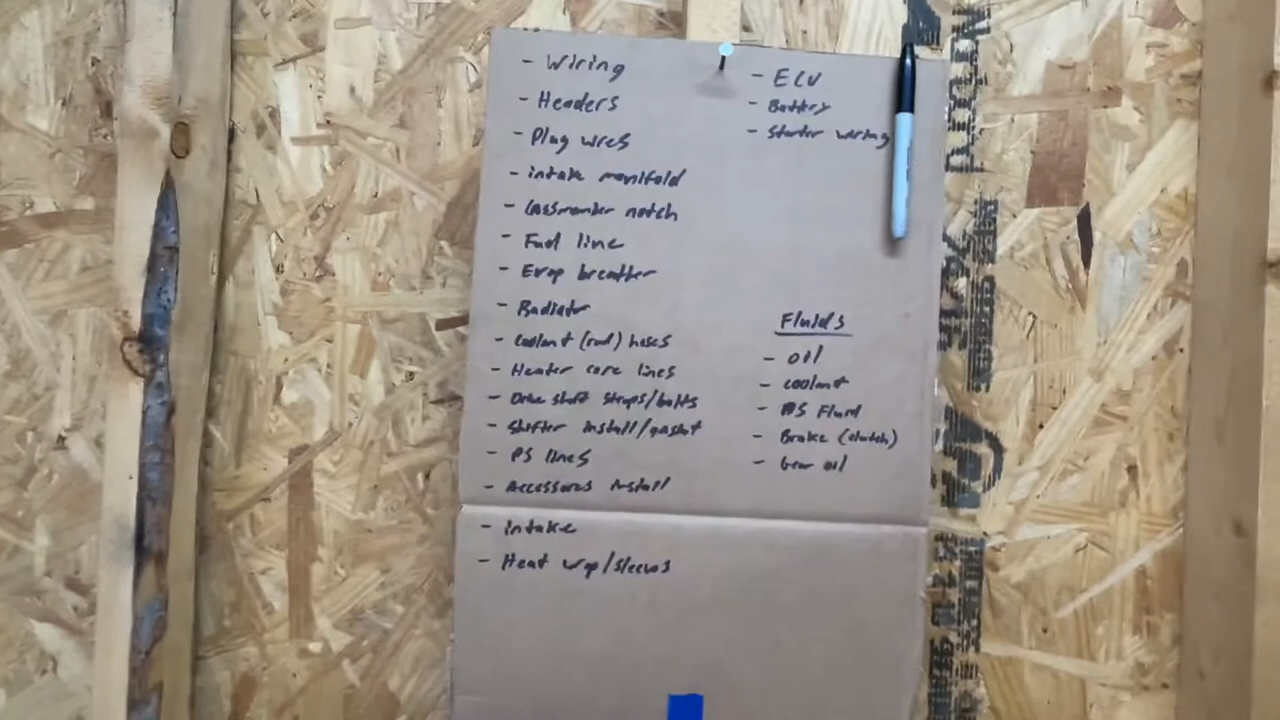 - Wiring
- Headers
- Plug wires
- intake manifold
- Crossmember notch
- Fuel line
- Evap breather
- Radiator
- coolant (rad) hoses
- Heater core lines
- Drive shaft straps/bolts
- Shifter install/gasket
- PS lines
- Accessories install
- intake
- Heat wrap/sleeves
- ECU
- Battery
- Starter wiring
Fluids
- oil
- coolant
- PS Fluid
- Brake (clutch)
- Gear oil